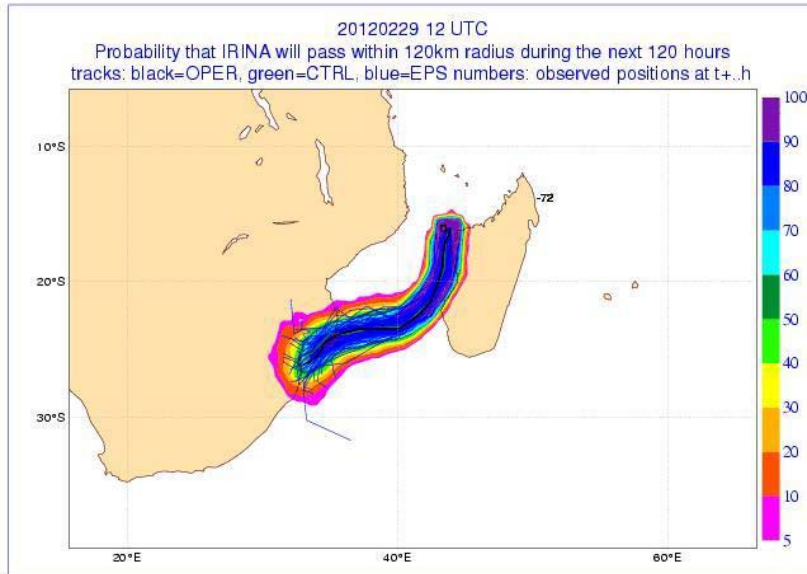 20120229 12 UTC
Probability that IRINA will pass within 120km radius during the next 120 hours
tracks: black=OPER, green=CTRL, blue=EPS numbers: observed positions at t+..h
100
90
80
70
60
50
40
30
20
10
5
10°S
20°S
30°S
-72
0
20°E
40°E
60°E